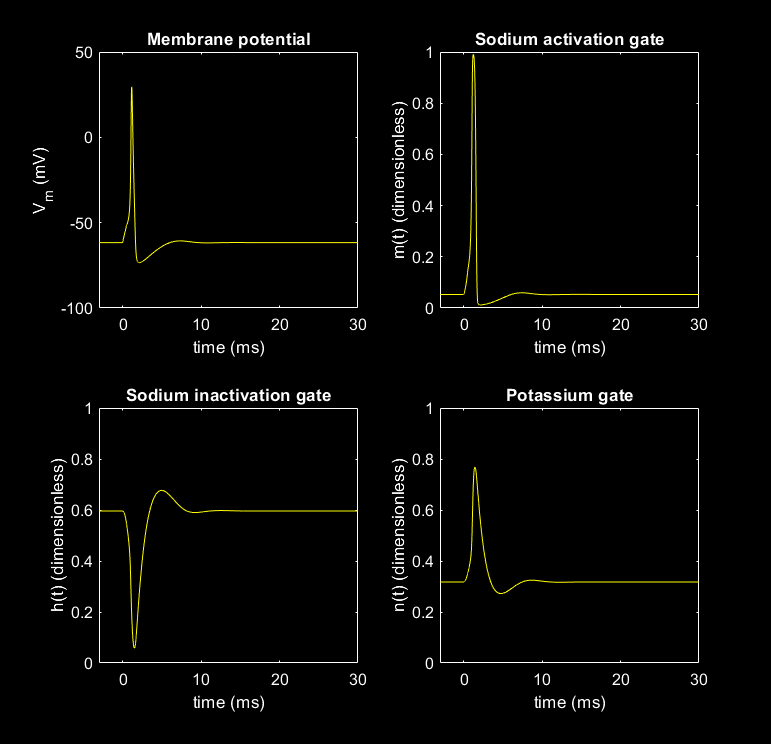 Membrane potential
50
0
-50
-100
V_m (mV)
0 10 20 30
time (ms)
Sodium activation gate
1
0.8
0.6
0.4
0.2
0
m(t) (dimensionless)
0 10 20 30
time (ms)
Sodium inactivation gate
1
0.8
0.6
0.4
0.2
0
h(t) (dimensionless)
0 10 20 30
time (ms)
Potassium gate
1
0.8
0.6
0.4
0.2
0
n(t) (dimensionless)
0 10 20 30
time (ms)